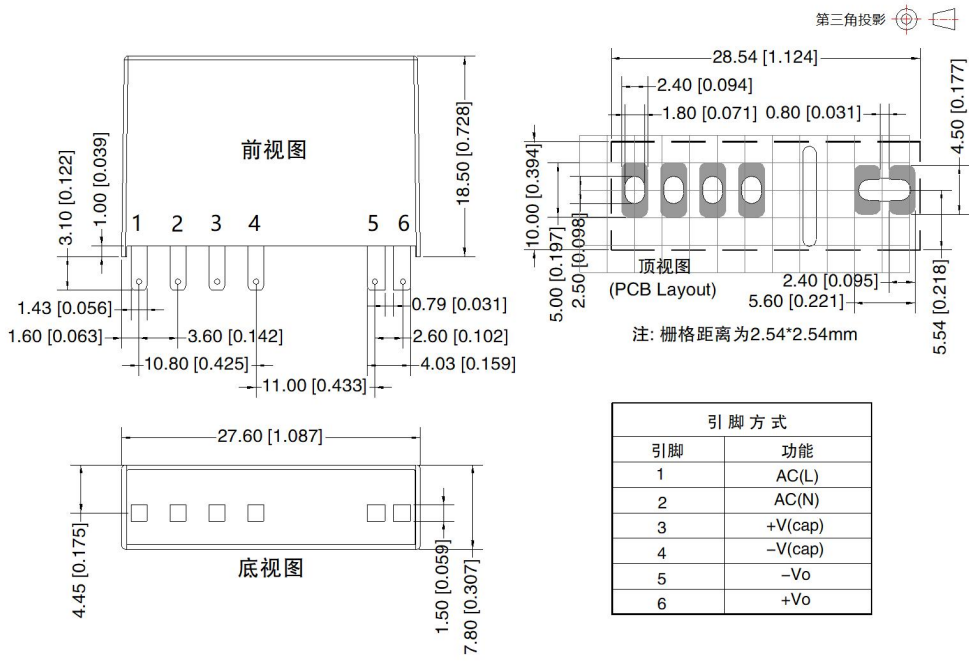 第三角投影
28.54 [1.124]
2.40 [0.094]
1.80 [0.071] 0.80 [0.031]
4.50 [0.177]
前视图
18.50 [0.728]
1.00 [0.039]
3.10 [0.122]
10.00 [0.394]
5.00 [0.197]
2.50 [0.098]
1 2 3 4 5 6
顶视图
(PCB Layout)
2.40 [0.095]
5.60 [0.221]
5.54 [0.218]
1.43 [0.056]
0.79 [0.031]
1.60 [0.063]
3.60 [0.142]
2.60 [0.102]
10.80 [0.425]
4.03 [0.159]
11.00 [0.433]
注: 栅格距离为2.54*2.54mm
27.60 [1.087]
4.45 [0.175]
底视图
1.50 [0.059]
7.80 [0.307]
引脚方式
引脚 功能
1 AC(L)
2 AC(N)
3 +V(cap)
4 −V(cap)
5 −Vo
6 +Vo